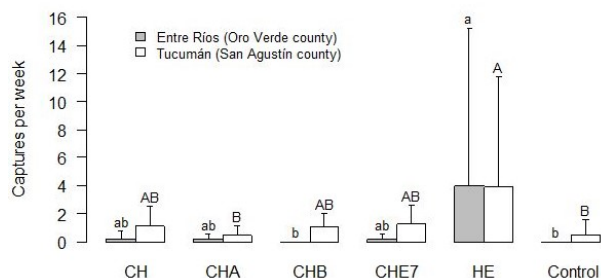 16
14
12
10
8
6
4
2
0
Captures per week
Entre Ríos (Oro Verde county)
Tucumán (San Agustín county)
ab AB ab B b AB ab AB a A b B
CH CHA CHB CHE7 HE Control